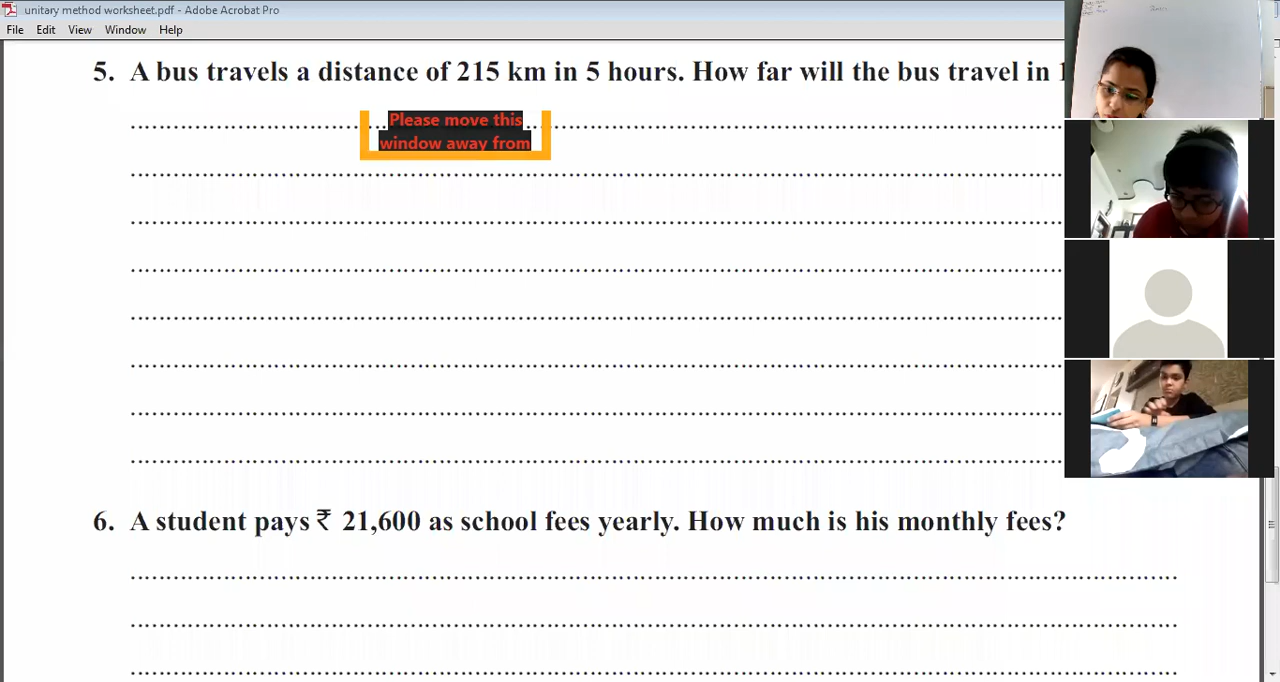 unitary method worksheet.pdf - Adobe Acrobat Pro
File Edit View Window Help
5. A bus travels a distance of 215 km in 5 hours. How far will the bus travel in
Please move this
window away from
6. A student pays ₹ 21,600 as school fees yearly. How much is his monthly fees?